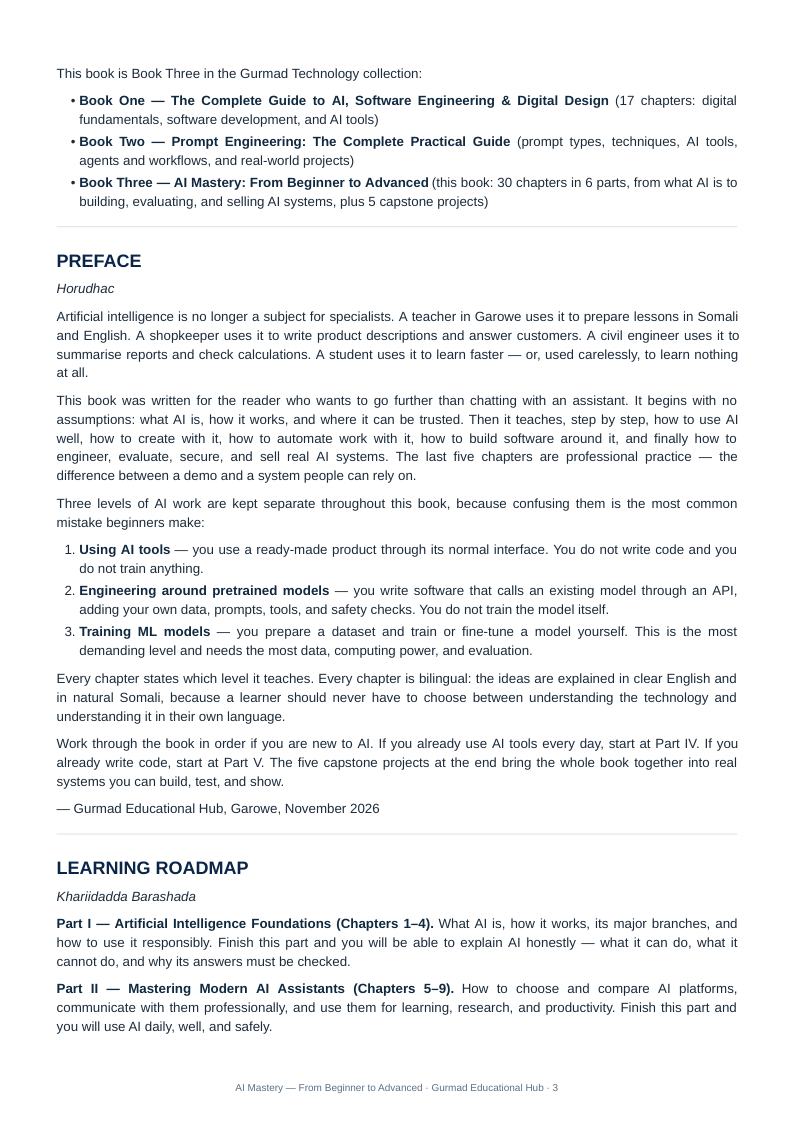 This book is Book Three in the Gurmad Technology collection:
• Book One — The Complete Guide to AI, Software Engineering & Digital Design (17 chapters: digital
fundamentals, software development, and AI tools)
• Book Two — Prompt Engineering: The Complete Practical Guide (prompt types, techniques, AI tools,
agents and workflows, and real-world projects)
• Book Three — AI Mastery: From Beginner to Advanced (this book: 30 chapters in 6 parts, from what AI is to
building, evaluating, and selling AI systems, plus 5 capstone projects)
PREFACE
Horudhac
Artificial intelligence is no longer a subject for specialists. A teacher in Garowe uses it to prepare lessons in Somali
and English. A shopkeeper uses it to write product descriptions and answer customers. A civil engineer uses it to
summarise reports and check calculations. A student uses it to learn faster — or, used carelessly, to learn nothing
at all.
This book was written for the reader who wants to go further than chatting with an assistant. It begins with no
assumptions: what AI is, how it works, and where it can be trusted. Then it teaches, step by step, how to use AI
well, how to create with it, how to automate work with it, how to build software around it, and finally how to
engineer, evaluate, secure, and sell real AI systems. The last five chapters are professional practice — the
difference between a demo and a system people can rely on.
Three levels of AI work are kept separate throughout this book, because confusing them is the most common
mistake beginners make:
1. Using AI tools — you use a ready-made product through its normal interface. You do not write code and you
do not train anything.
2. Engineering around pretrained models — you write software that calls an existing model through an API,
adding your own data, prompts, tools, and safety checks. You do not train the model itself.
3. Training ML models — you prepare a dataset and train or fine-tune a model yourself. This is the most
demanding level and needs the most data, computing power, and evaluation.
Every chapter states which level it teaches. Every chapter is bilingual: the ideas are explained in clear English and
in natural Somali, because a learner should never have to choose between understanding the technology and
understanding it in their own language.
Work through the book in order if you are new to AI. If you already use AI tools every day, start at Part IV. If you
already write code, start at Part V. The five capstone projects at the end bring the whole book together into real
systems you can build, test, and show.
— Gurmad Educational Hub, Garowe, November 2026
LEARNING ROADMAP
Khariidadda Barashada
Part I — Artificial Intelligence Foundations (Chapters 1–4). What AI is, how it works, its major branches, and
how to use it responsibly. Finish this part and you will be able to explain AI honestly — what it can do, what it
cannot do, and why its answers must be checked.
Part II — Mastering Modern AI Assistants (Chapters 5–9). How to choose and compare AI platforms,
communicate with them professionally, and use them for learning, research, and productivity. Finish this part and
you will use AI daily, well, and safely.
AI Mastery — From Beginner to Advanced · Gurmad Educational Hub · 3